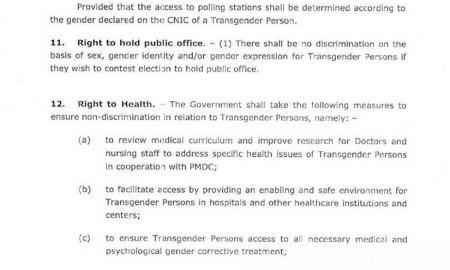 Provided that the access to polling stations shall be determined according to
the gender declared on the CNIC of a Transgender Person.
11. Right to hold public office. – (1) There shall be no discrimination on the
basis of sex, gender identity and/or gender expression for Transgender Persons if
they wish to contest election to hold public office.
12. Right to Health. – The Government shall take the following measures to
ensure non-discrimination in relation to Transgender Persons, namely: –
(a) to review medical curriculum and improve research for Doctors and
nursing staff to address specific health issues of Transgender Persons
in cooperation with PMDC;
(b) to facilitate access by providing an enabling and safe environment for
Transgender Persons in hospitals and other healthcare institutions and
centers;
(c) to ensure Transgender Persons access to all necessary medical and
psychological gender corrective treatment;